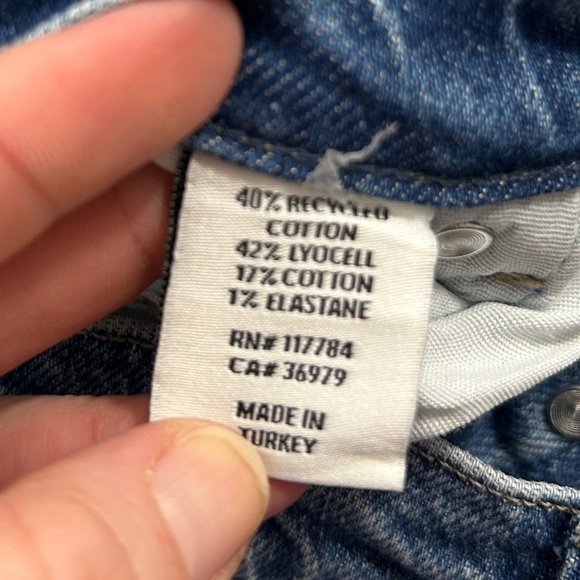 40% RECYCLED
COTTON
42% LYOCELL
17% COTTON
1% ELASTANE
RN# 117784
CA# 36979
MADE IN
TURKEY